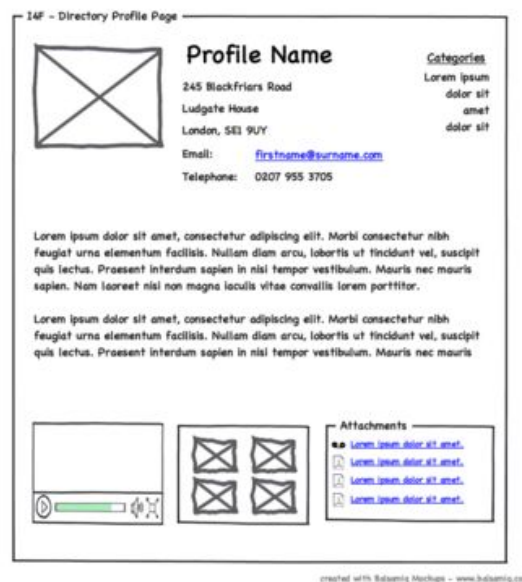 I4F - Directory Profile Page
Profile Name
245 Blackfriars Road
Ludgate House
London, SE1 9UY
Email: firstname@surname.com
Telephone: 0207 955 3705
Categories
Lorem ipsum
dolor sit
amet
dolor sit
Lorem ipsum dolor sit amet, consectetur adipiscing elit. Morbi consectetur nibh
feugiat urna elementum facilisis. Nullam diam arcu, lobortis ut tincidunt vel, suscipit
quis lectus. Praesent interdum sapien in nisl tempor vestibulum. Mauris nec mauris
sapien. Nam laoreet nisl non magna iaculis vitae convallis lorem porttitor.
Lorem ipsum dolor sit amet, consectetur adipiscing elit. Morbi consectetur nibh
feugiat urna elementum facilisis. Nullam diam arcu, lobortis ut tincidunt vel, suscipit
quis lectus. Praesent interdum sapien in nisl tempor vestibulum. Mauris nec mauris
Attachments
Lorem ipsum dolor sit amet.
Lorem ipsum dolor sit amet.
Lorem ipsum dolor sit amet.
Lorem ipsum dolor sit amet.
created with Balsamiq Mockups - www.balsamiq.co